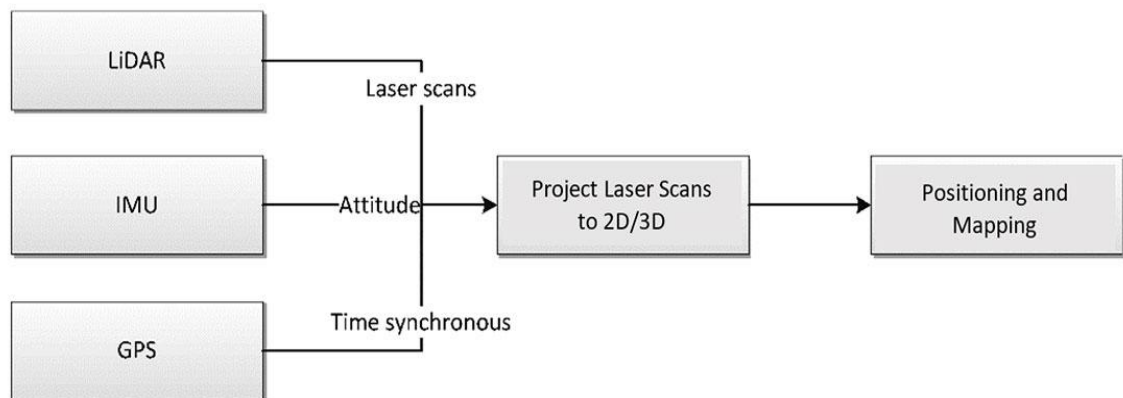 LiDAR
Laser scans
IMU
Attitude
Project Laser Scans
to 2D/3D
Positioning and
Mapping
Time synchronous
GPS